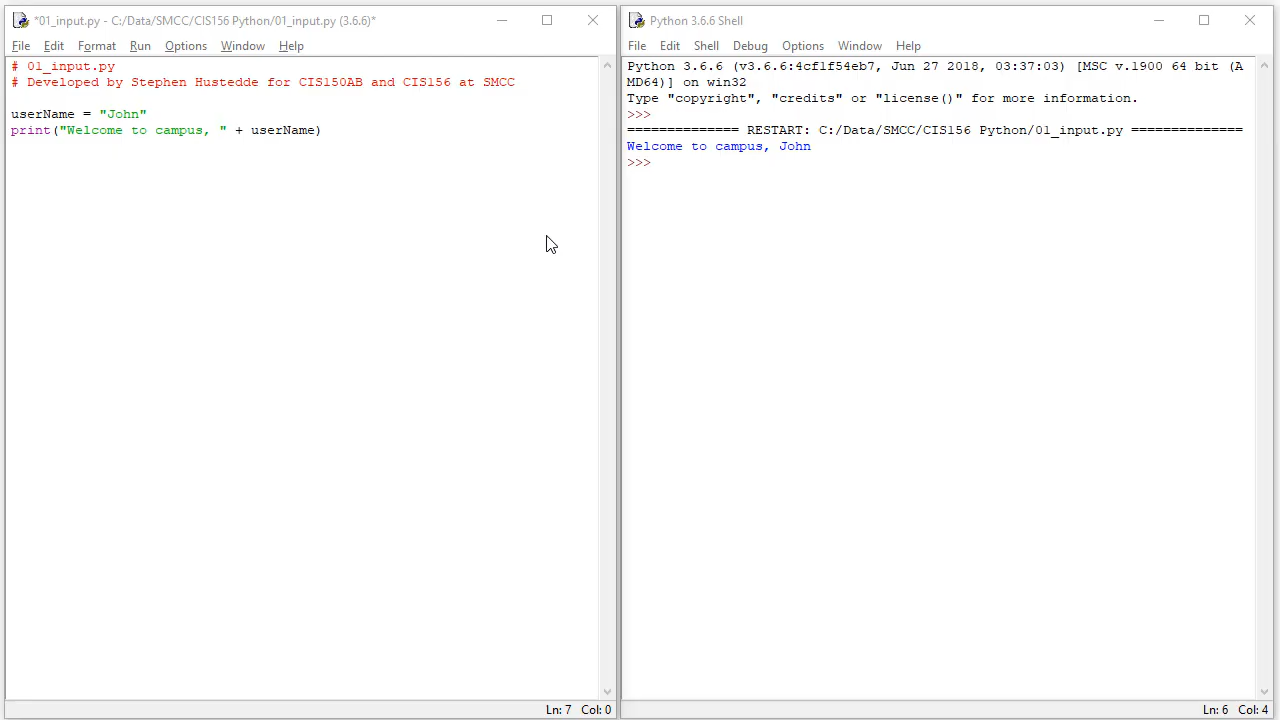 *01_input.py - C:/Data/SMCC/CIS156 Python/01_input.py (3.6.6)*
File Edit Format Run Options Window Help
# 01_input.py
# Developed by Stephen Hustedde for CIS150AB and CIS156 at SMCC
userName = "John"
print("Welcome to campus, " + userName)
Ln: 7 Col: 0
Python 3.6.6 Shell
File Edit Shell Debug Options Window Help
Python 3.6.6 (v3.6.6:4cf1f54eb7, Jun 27 2018, 03:37:03) [MSC v.1900 64 bit (A
MD64)] on win32
Type "copyright", "credits" or "license()" for more information.
>>>
============== RESTART: C:/Data/SMCC/CIS156 Python/01_input.py ==============
Welcome to campus, John
>>>
Ln: 6 Col: 4